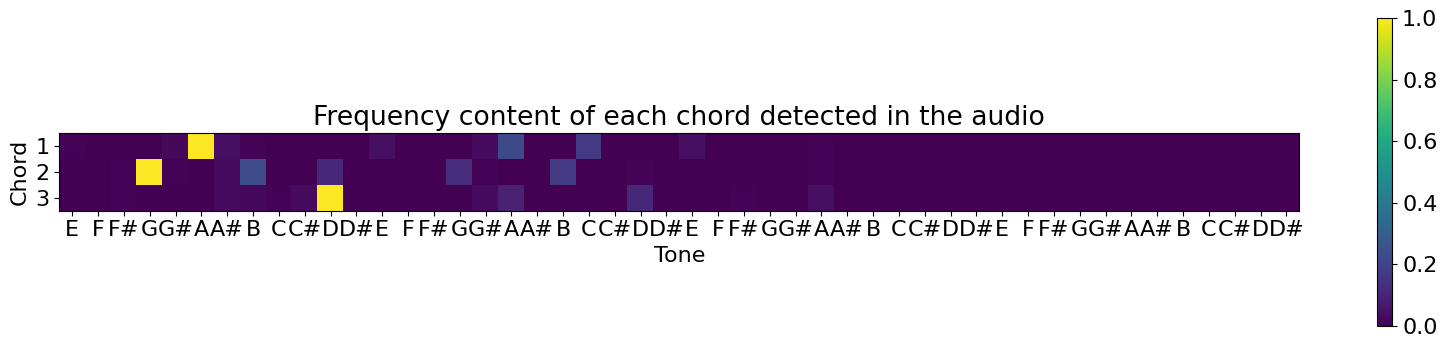 Frequency content of each chord detected in the audio
Chord
1
2
3
E F F# G G# A A# B C C# D D# E F F# G G# A A# B C C# D D# E F F# G G# A A# B C C# D D# E F F# G G# A A# B C C# D D#
Tone
1.0
0.8
0.6
0.4
0.2
0.0